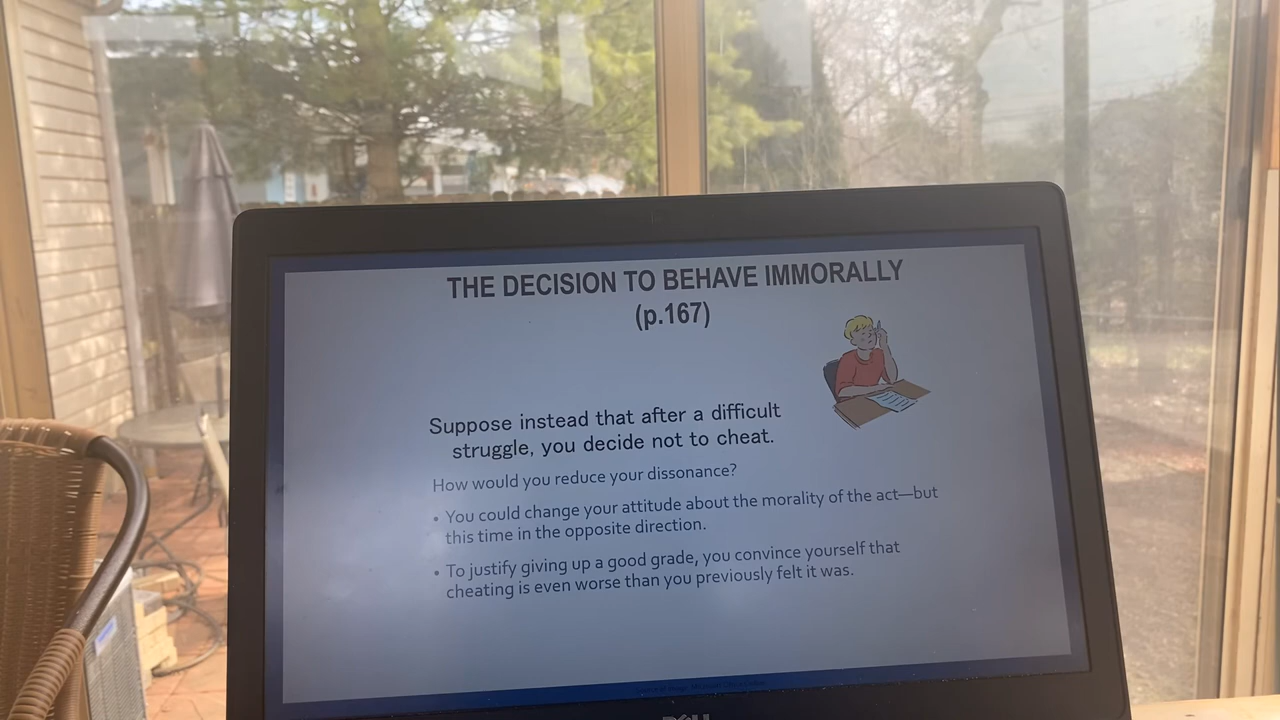 THE DECISION TO BEHAVE IMMORALLY
(p.167)
Suppose instead that after a difficult
struggle, you decide not to cheat.
How would you reduce your dissonance?
• You could change your attitude about the morality of the act—but
this time in the opposite direction.
• To justify giving up a good grade, you convince yourself that
cheating is even worse than you previously felt it was.
DELL